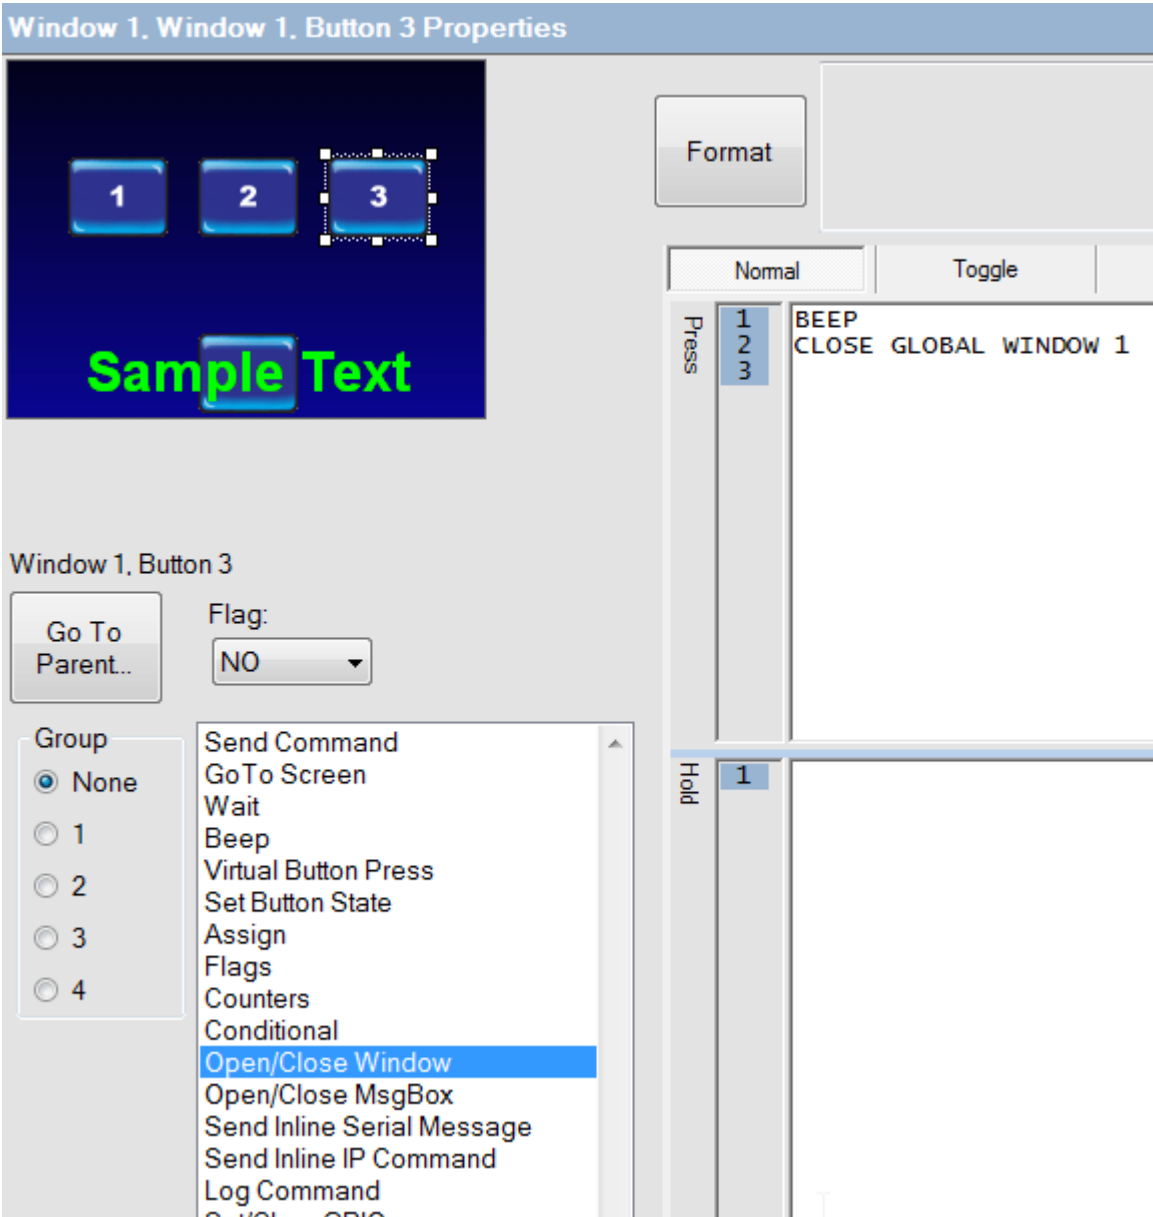 Window 1, Window 1, Button 3 Properties
1 2 3
Sample Text
Format
Normal Toggle
Press
1 BEEP
2 CLOSE GLOBAL WINDOW 1
3
Window 1, Button 3
Go To
Parent...
Flag:
NO
Group
None
1
2
3
4
Send Command
GoTo Screen
Wait
Beep
Virtual Button Press
Set Button State
Assign
Flags
Counters
Conditional
Open/Close Window
Open/Close MsgBox
Send Inline Serial Message
Send Inline IP Command
Log Command
Hold
1